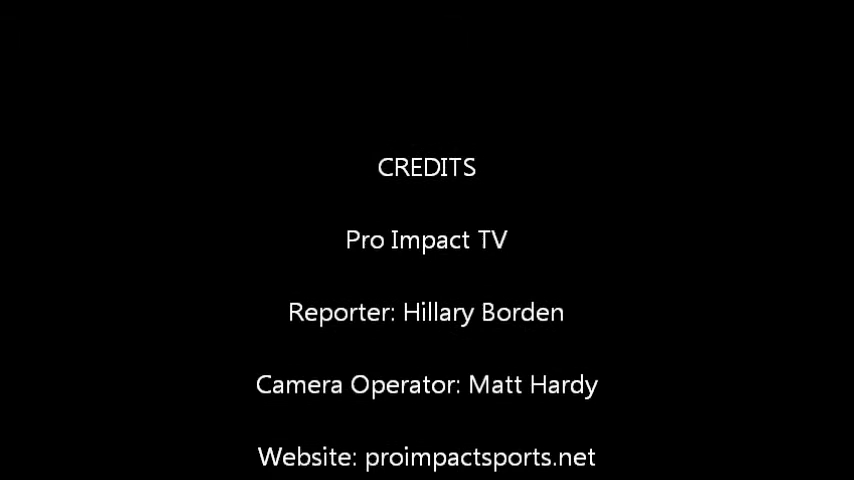 CREDITS
Pro Impact TV
Reporter: Hillary Borden
Camera Operator: Matt Hardy
Website: proimpactsports.net